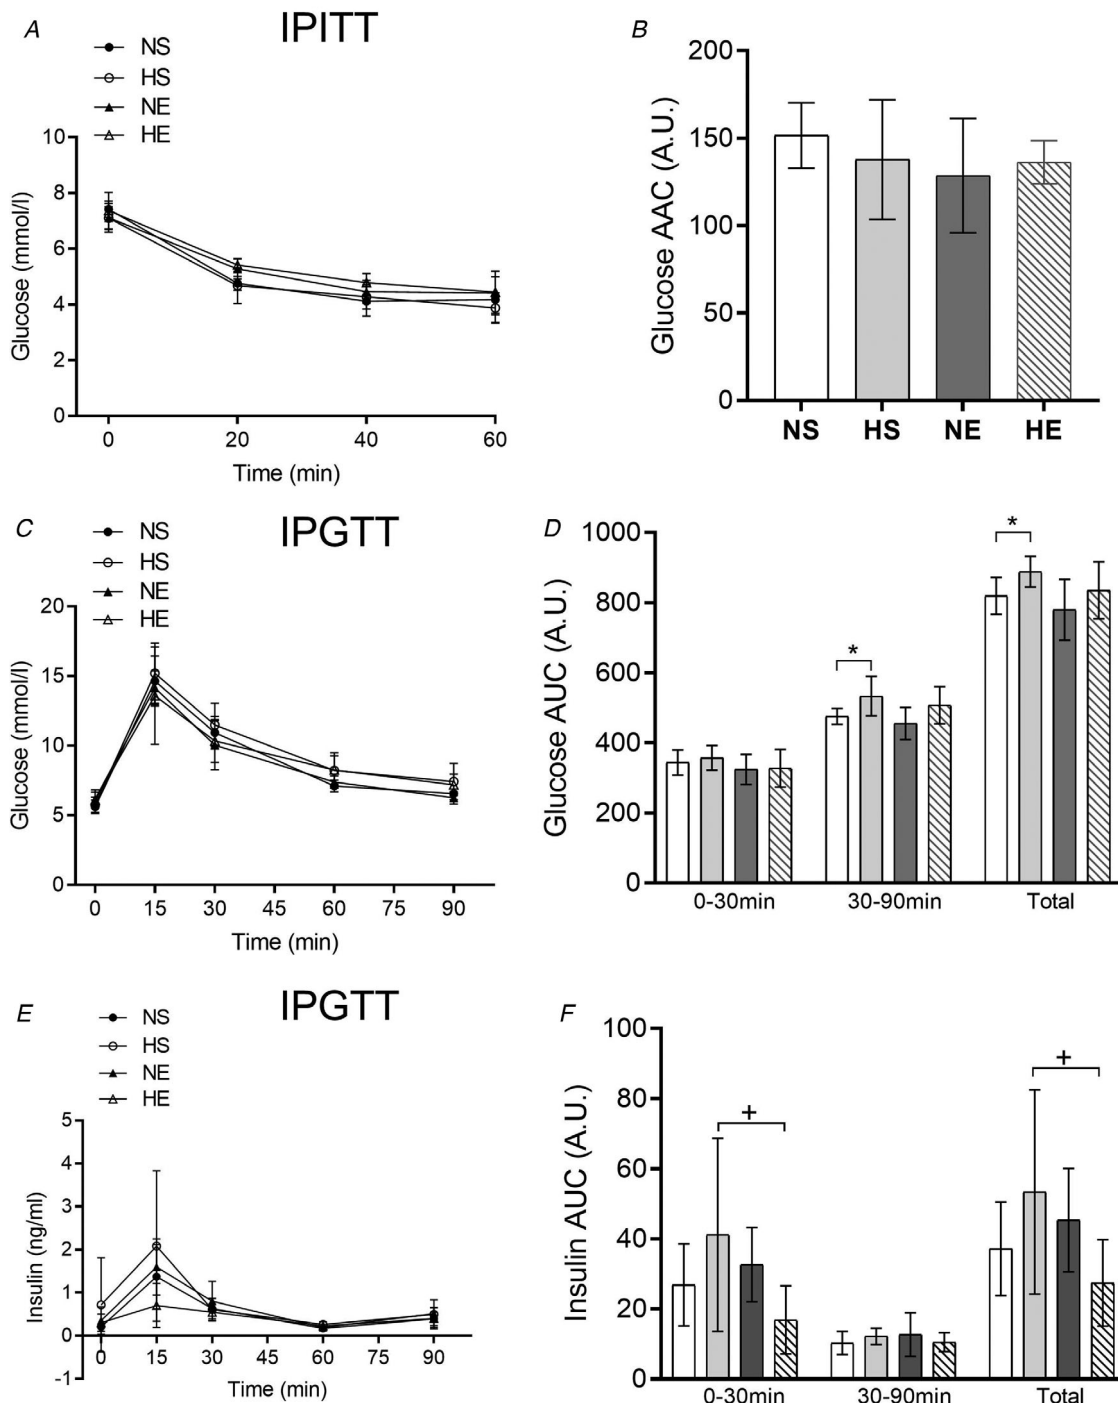 A
IPITT
NS
HS
NE
HE
10
8
6
4
2
0
Glucose (mmol/l)
0 20 40 60
Time (min)
B
200
150
100
50
0
Glucose AAC (A.U.)
NS HS NE HE
C
IPGTT
NS
HS
NE
HE
20
15
10
5
0
Glucose (mmol/l)
0 15 30 45 60 75 90
Time (min)
D
1000
800
600
400
200
0
Glucose AUC (A.U.)
*
*
0-30min 30-90min Total
E
IPGTT
NS
HS
NE
HE
5
4
3
2
1
0
-1
Insulin (ng/ml)
0 15 30 45 60 75 90
Time (min)
F
100
80
60
40
20
0
Insulin AUC (A.U.)
+
+
0-30min 30-90min Total